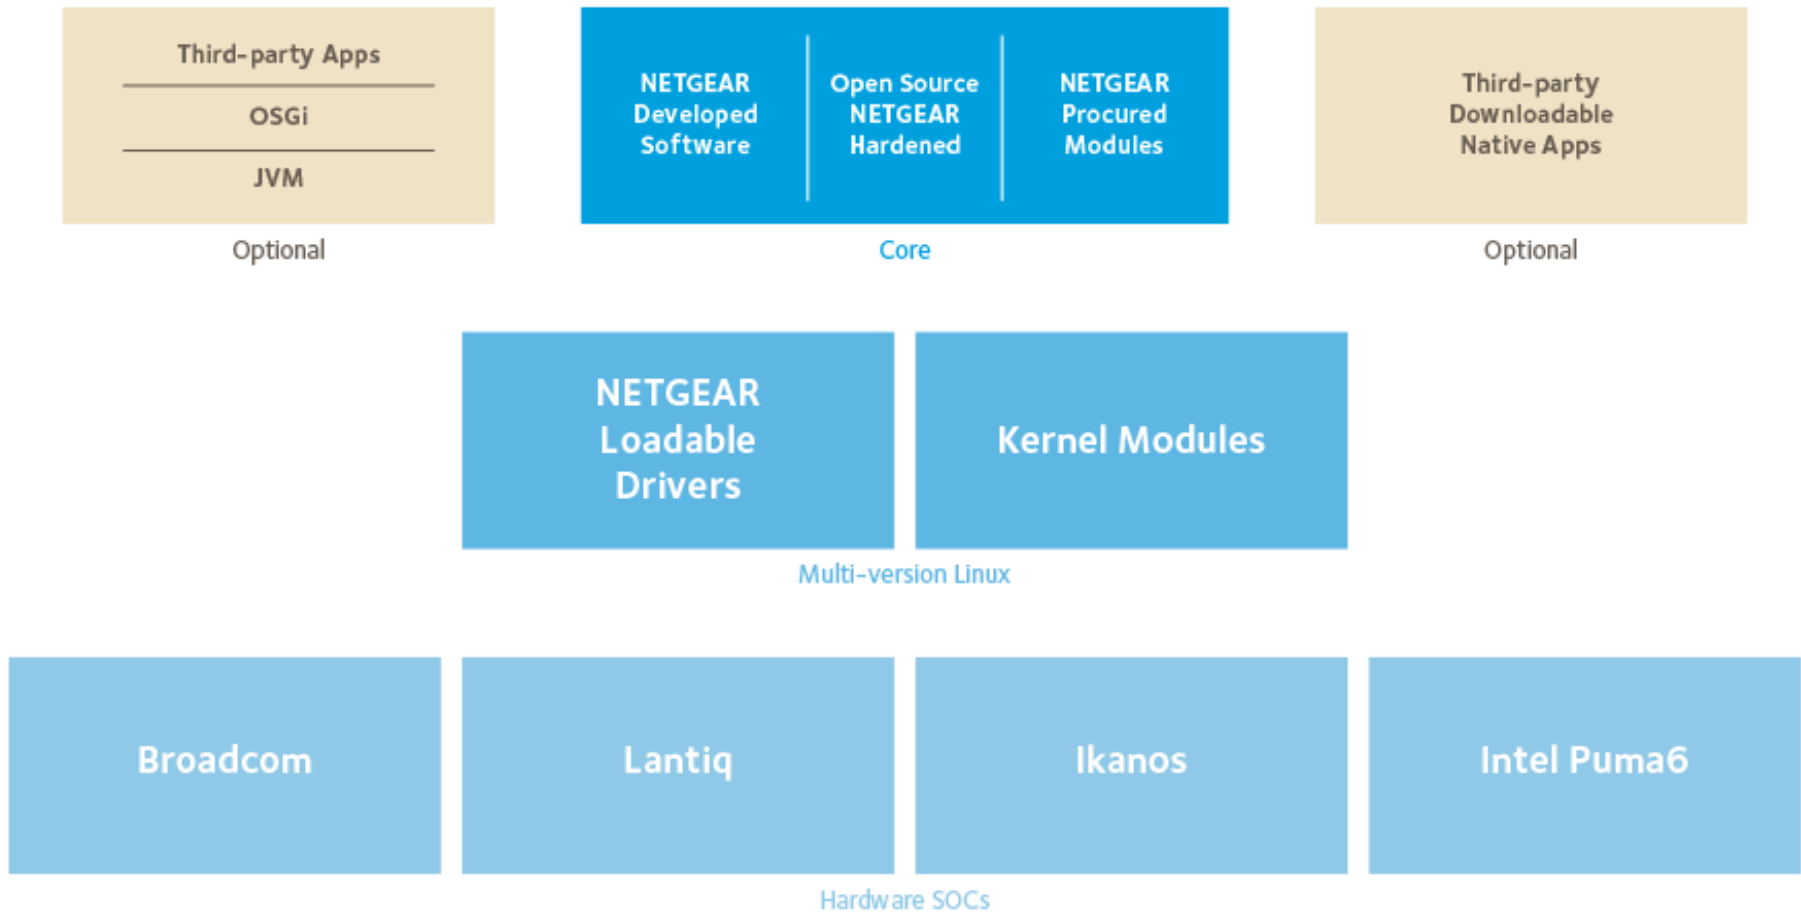 Third-party Apps
OSGi
JVM
Optional
NETGEAR
Developed
Software
Open Source
NETGEAR
Hardened
NETGEAR
Procured
Modules
Core
Third-party
Downloadable
Native Apps
Optional
NETGEAR
Loadable
Drivers
Kernel Modules
Multi-version Linux
Broadcom
Lantiq
Ikanos
Intel Puma6
Hardware SOCs